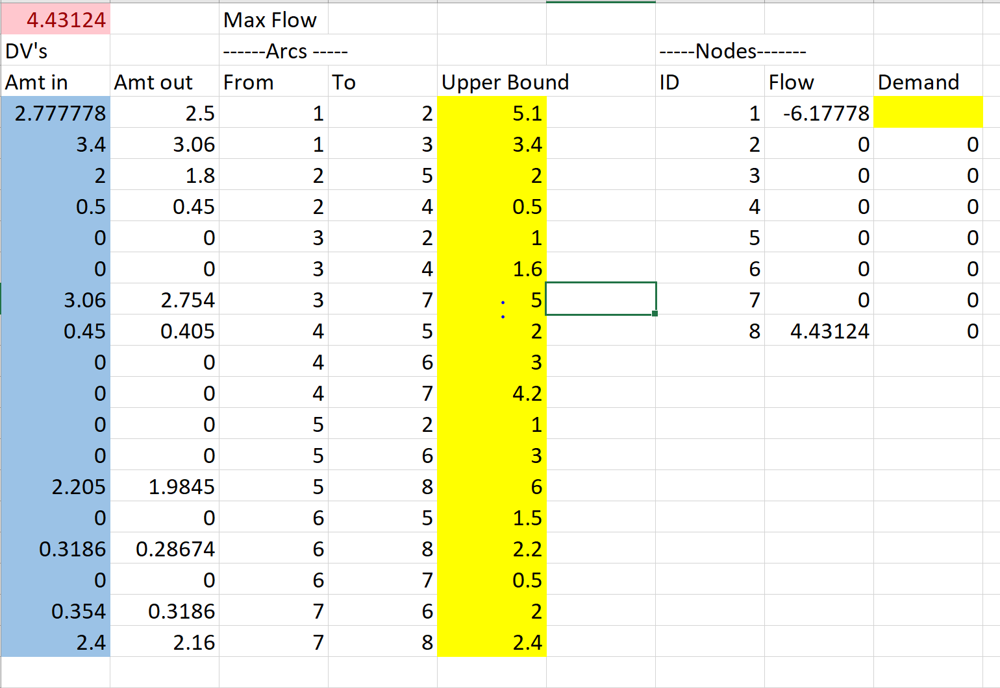 4.43124 Max Flow
DV's ------Arcs ----- -----Nodes-------
Amt in Amt out From To Upper Bound ID Flow Demand
2.777778 2.5 1 2 5.1 1 -6.17778
3.4 3.06 1 3 3.4 2 0 0
2 1.8 2 5 2 3 0 0
0.5 0.45 2 4 0.5 4 0 0
0 0 3 2 1 5 0 0
0 0 3 4 1.6 6 0 0
3.06 2.754 3 7 : 5 7 0 0
0.45 0.405 4 5 2 8 4.43124 0
0 0 4 6 3
0 0 4 7 4.2
0 0 5 2 1
0 0 5 6 3
2.205 1.9845 5 8 6
0 0 6 5 1.5
0.3186 0.28674 6 8 2.2
0 0 6 7 0.5
0.354 0.3186 7 6 2
2.4 2.16 7 8 2.4